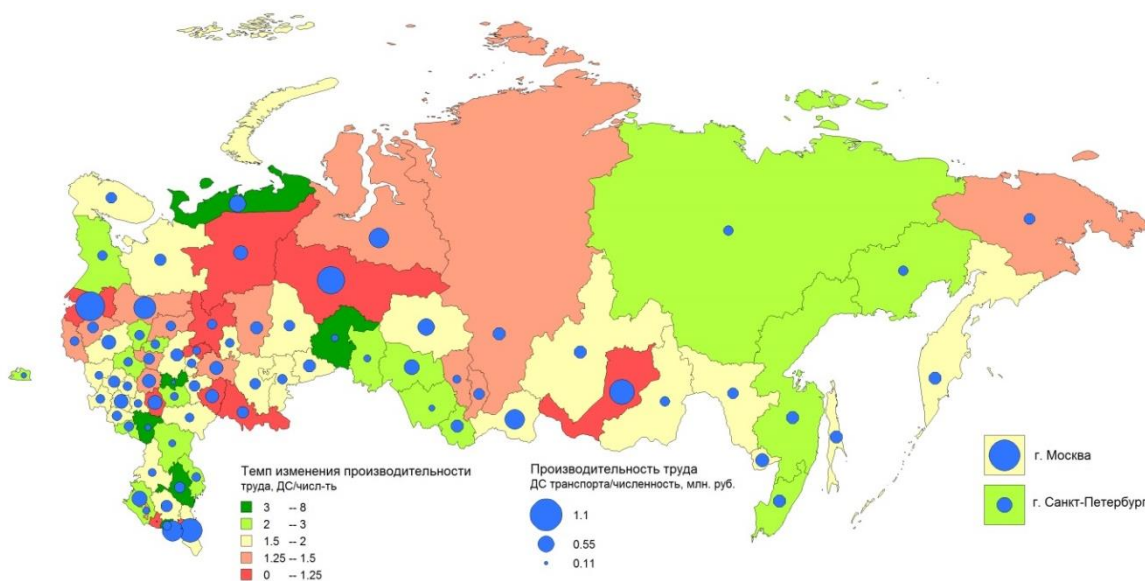 Темп изменения производительности
труда, ДС/числ-ть
3 -- 8
2 -- 3
1.5 -- 2
1.25 -- 1.5
0 -- 1.25
Производительность труда
ДС транспорта/численность, млн. руб.
1.1
0.55
0.11
г. Москва
г. Санкт-Петербург